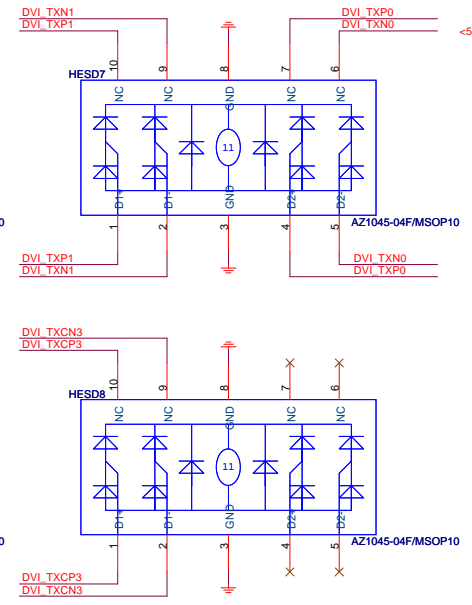 DVI_TXN1 DVI_TXP0
DVI_TXP1 DVI_TXN0 <5
10 9 8 7 6
HESD7
NC NC GND NC NC
11
D1+ D1- GND D2+ D2-
AZ1045-04F/MSOP10
0
1 2 3 4 5
DVI_TXP1 DVI_TXN0
DVI_TXN1 DVI_TXP0
DVI_TXCN3
DVI_TXCP3
10 9 8 7 6
HESD8
NC NC GND NC NC
11
D1+ D1- GND D2+ D2-
0 AZ1045-04F/MSOP10
1 2 3 4 5
DVI_TXCP3
DVI_TXCN3